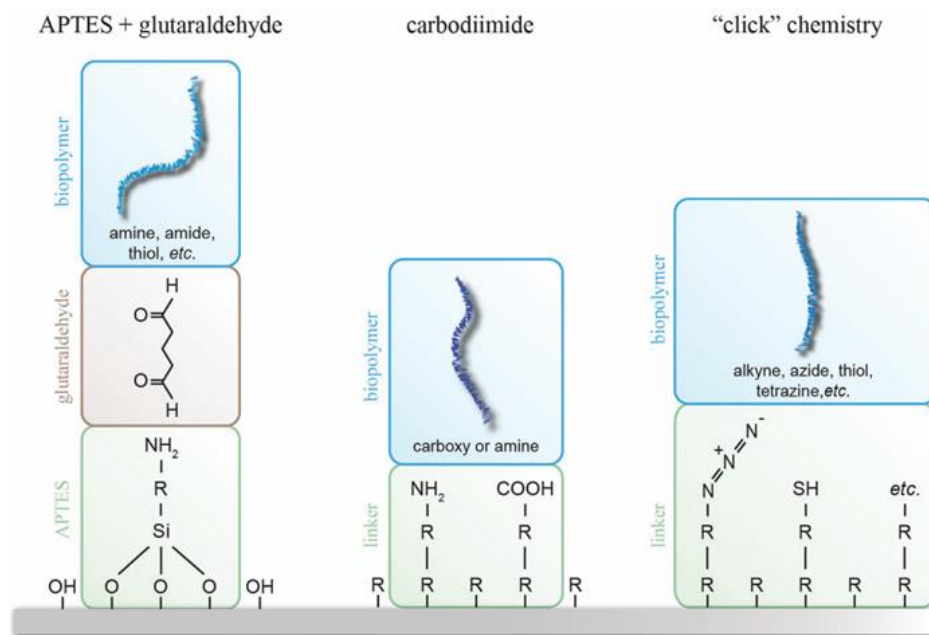 APTES + glutaraldehyde
carbodiimide
"click" chemistry
biopolymer
amine, amide,
thiol, etc.
glutaraldehyde
H
O
O
H
APTES
NH2
R
Si
OH O O O OH
biopolymer
carboxy or amine
linker
NH2 COOH
R R
R R R R R
biopolymer
alkyne, azide, thiol,
tetrazine,etc.
linker
N-
+
N
N SH etc.
R R R
R R R R R